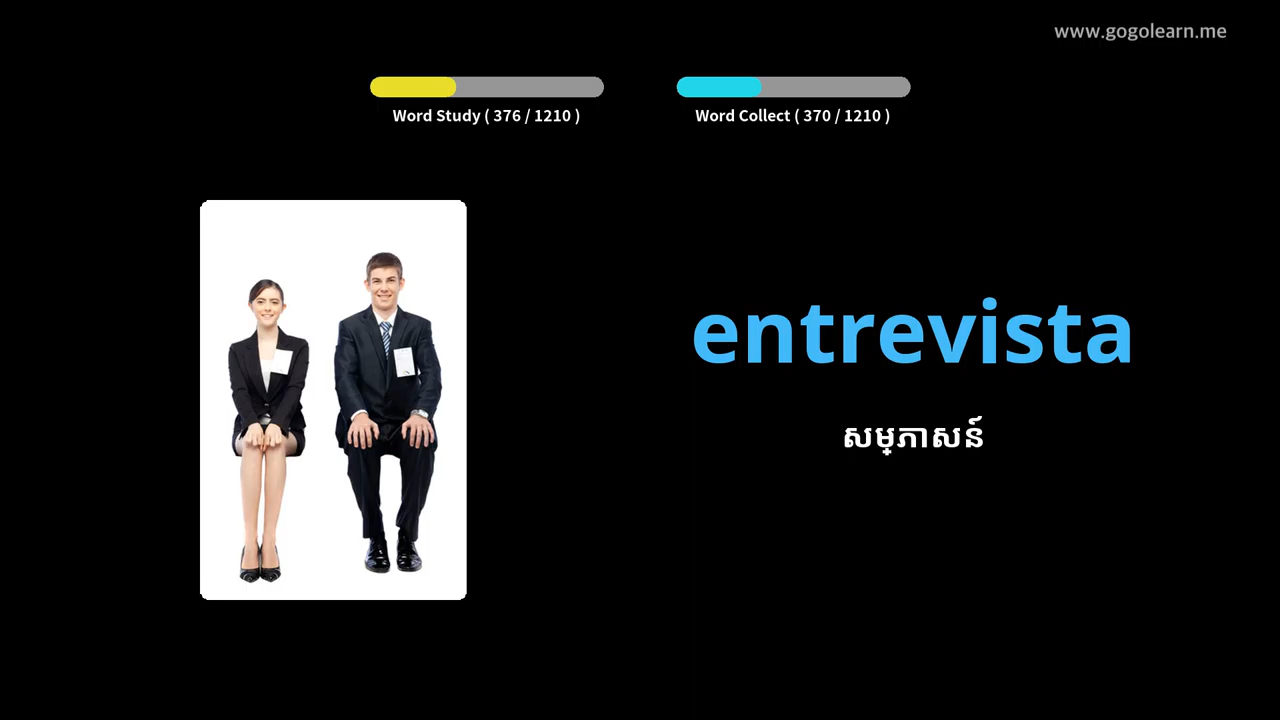 www.gogolearn.me
Word Study ( 376 / 1210 )
Word Collect ( 370 / 1210 )
entrevista
សម្ភាសន៍